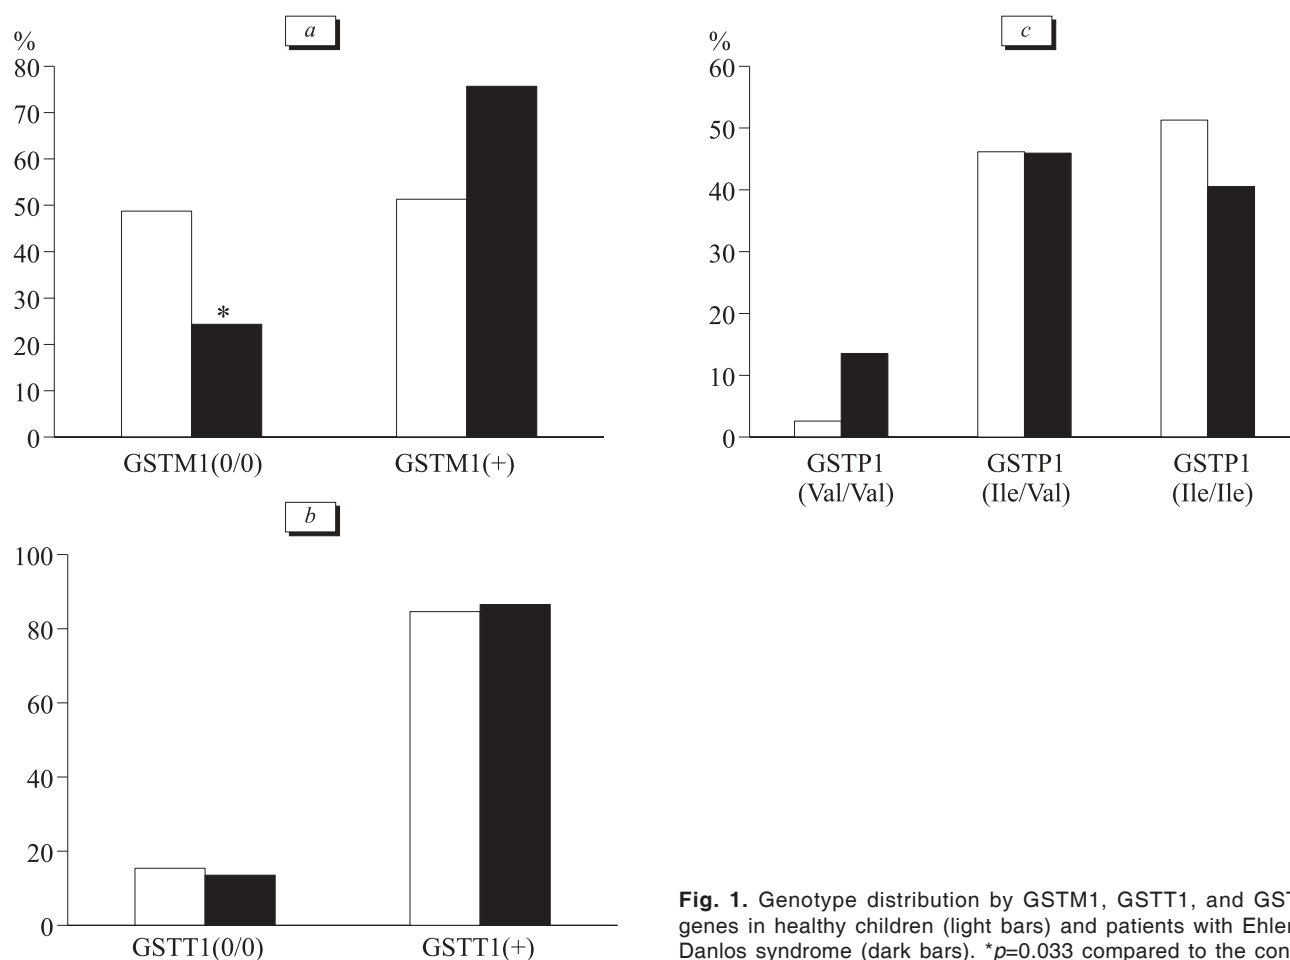 a
%
80
70
60
50
40
30
20
10
0
*
GSTM1(0/0) GSTM1(+)
b
100
80
60
40
20
0
GSTT1(0/0) GSTT1(+)
c
%
60
50
40
30
20
10
0
GSTP1 GSTP1 GSTP1
(Val/Val) (Ile/Val) (Ile/Ile)
Fig. 1. Genotype distribution by GSTM1, GSTT1, and GST
genes in healthy children (light bars) and patients with Ehler
Danlos syndrome (dark bars). *p=0.033 compared to the con